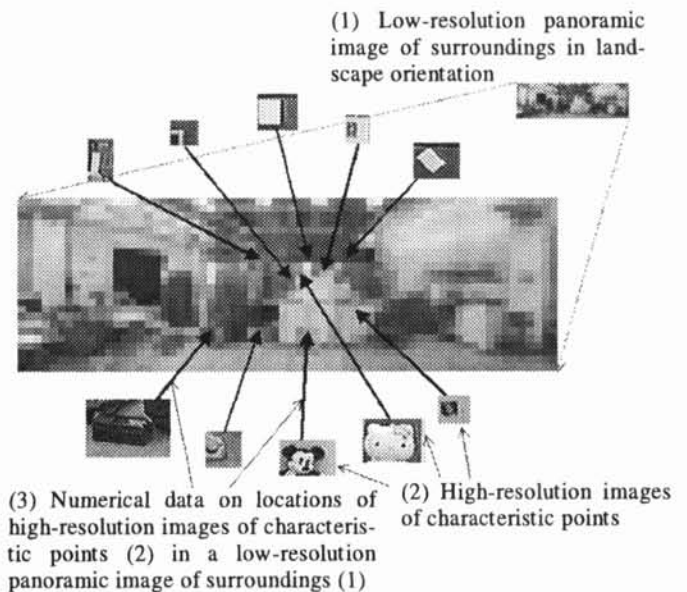 (1) Low-resolution panoramic
image of surroundings in land-
scape orientation
(2) High-resolution images
of characteristic points
(3) Numerical data on locations of
high-resolution images of characteris-
tic points (2) in a low-resolution
panoramic image of surroundings (1)